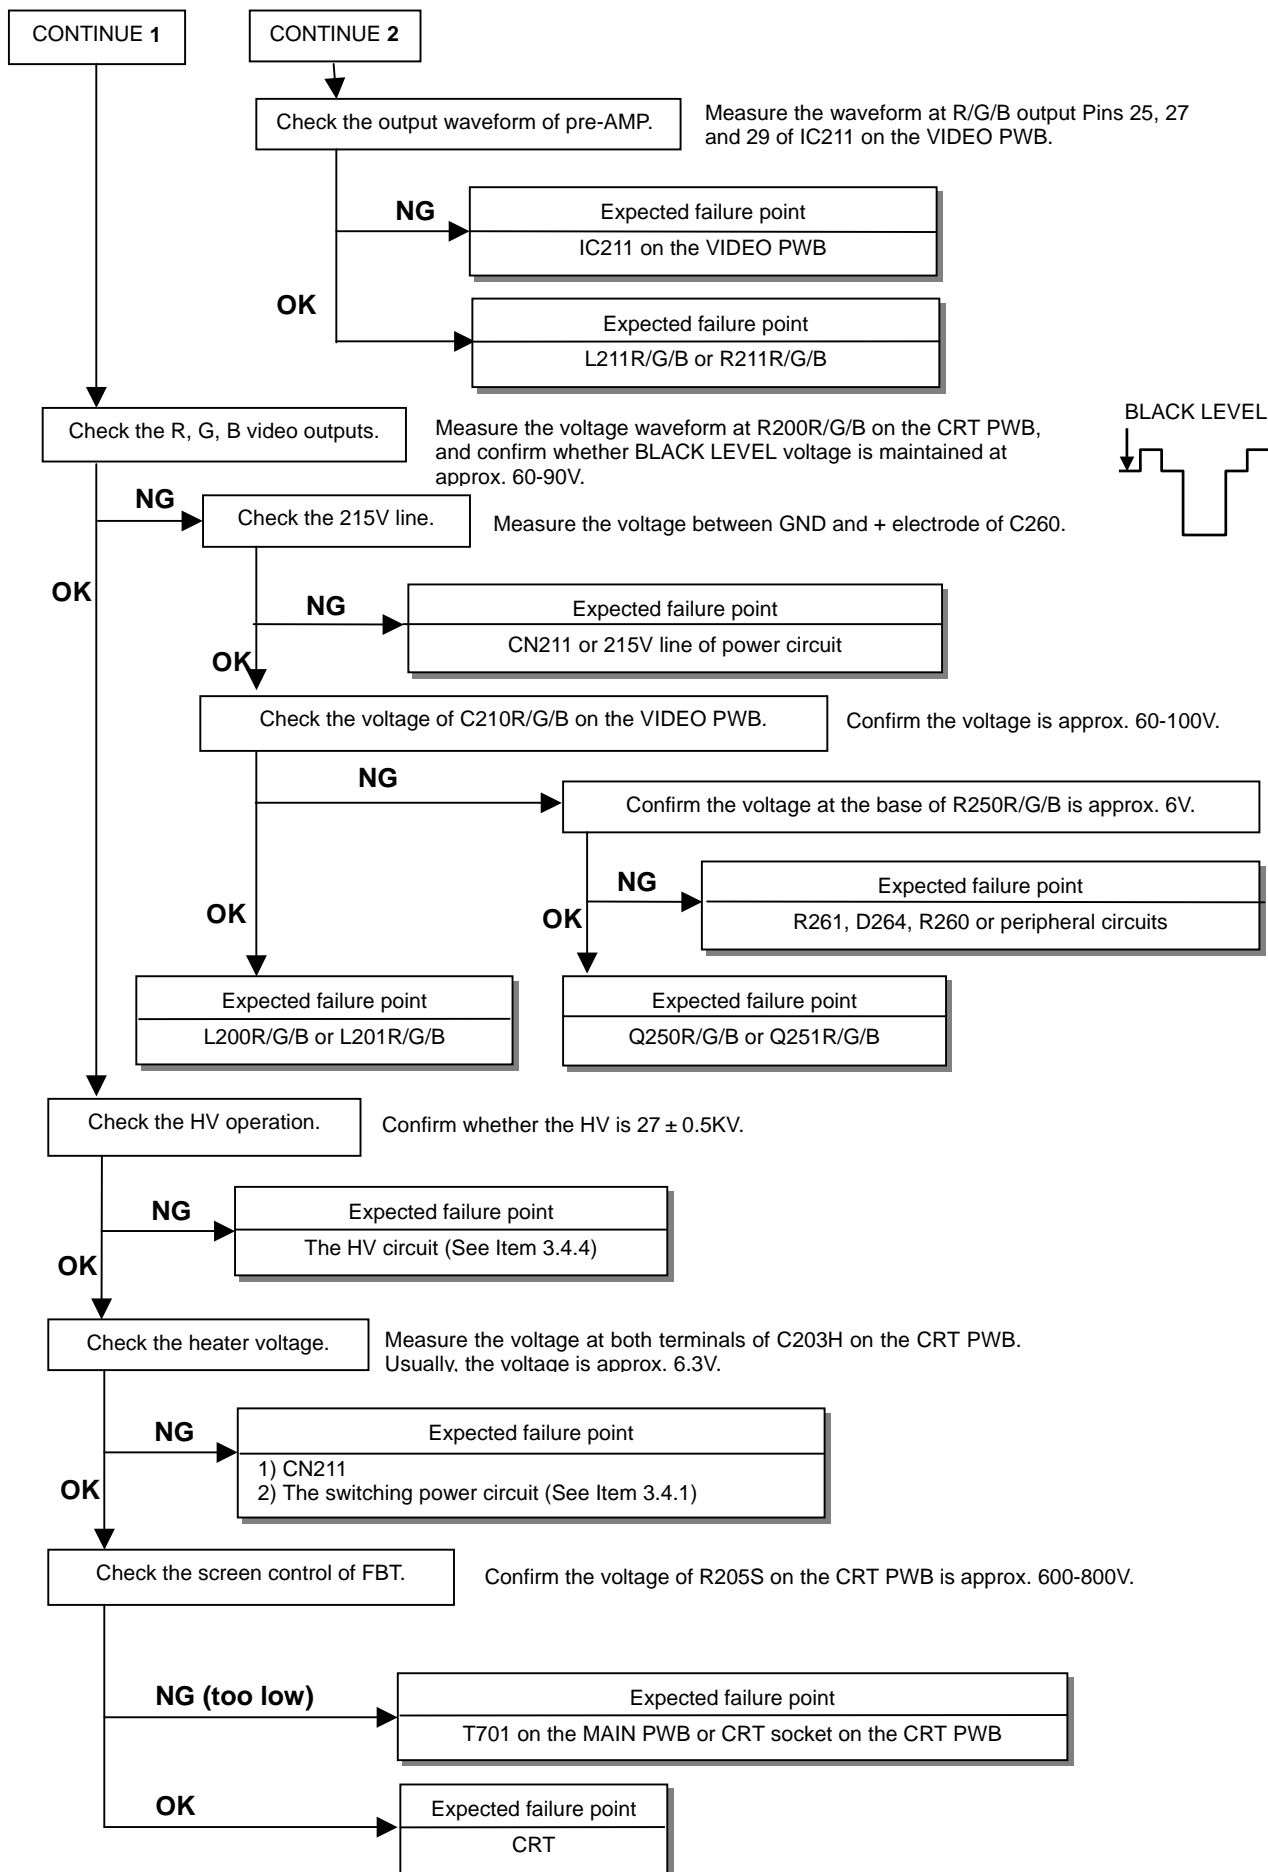 CONTINUE 1
CONTINUE 2
Check the output waveform of pre-AMP.
Measure the waveform at R/G/B output Pins 25, 27
and 29 of IC211 on the VIDEO PWB.
NG
Expected failure point
IC211 on the VIDEO PWB
OK
Expected failure point
L211R/G/B or R211R/G/B
Check the R, G, B video outputs.
Measure the voltage waveform at R200R/G/B on the CRT PWB,
and confirm whether BLACK LEVEL voltage is maintained at
approx. 60-90V.
BLACK LEVEL
NG
Check the 215V line.
Measure the voltage between GND and + electrode of C260.
OK
NG
Expected failure point
CN211 or 215V line of power circuit
OK
Check the voltage of C210R/G/B on the VIDEO PWB.
Confirm the voltage is approx. 60-100V.
NG
Confirm the voltage at the base of R250R/G/B is approx. 6V.
NG
Expected failure point
R261, D264, R260 or peripheral circuits
OK
OK
Expected failure point
L200R/G/B or L201R/G/B
Expected failure point
Q250R/G/B or Q251R/G/B
Check the HV operation.
Confirm whether the HV is 27 ± 0.5KV.
NG
Expected failure point
The HV circuit (See Item 3.4.4)
OK
Check the heater voltage.
Measure the voltage at both terminals of C203H on the CRT PWB.
Usually, the voltage is approx. 6.3V.
NG
Expected failure point
1) CN211
2) The switching power circuit (See Item 3.4.1)
OK
Check the screen control of FBT.
Confirm the voltage of R205S on the CRT PWB is approx. 600-800V.
NG (too low)
Expected failure point
T701 on the MAIN PWB or CRT socket on the CRT PWB
OK
Expected failure point
CRT